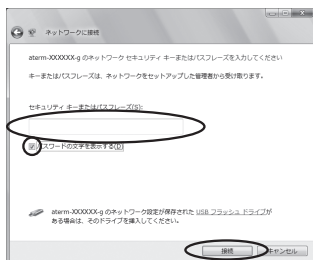 ネットワークに接続
aterm-XXXXXX-g のネットワーク セキュリティ キーまたはパスフレーズを入力してください
キーまたはパスフレーズは、ネットワークをセットアップした管理者から受け取ります。
セキュリティ キーまたはパスフレーズ(S):
パスワードの文字を表示する(D)
aterm-XXXXXX-g のネットワーク設定が保存された USB フラッシュ ドライブが
ある場合は、そのドライブを挿入してください。
接続
キャンセル